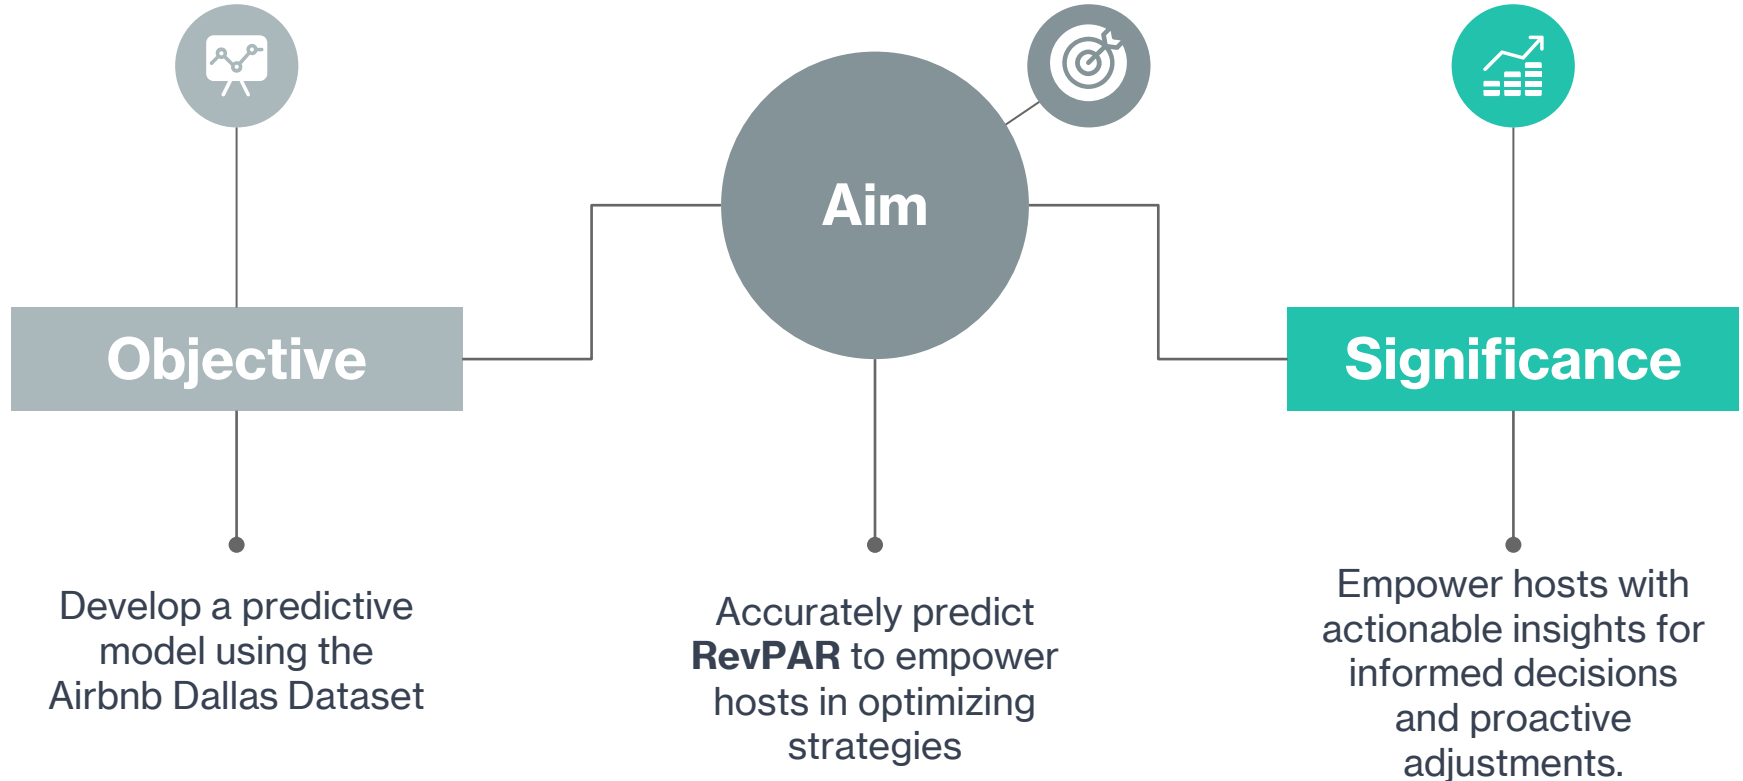 Aim
Objective
Significance
Develop a predictive
model using the
Airbnb Dallas Dataset
Accurately predict
RevPAR to empower
hosts in optimizing
strategies
Empower hosts with
actionable insights for
informed decisions
and proactive
adjustments.